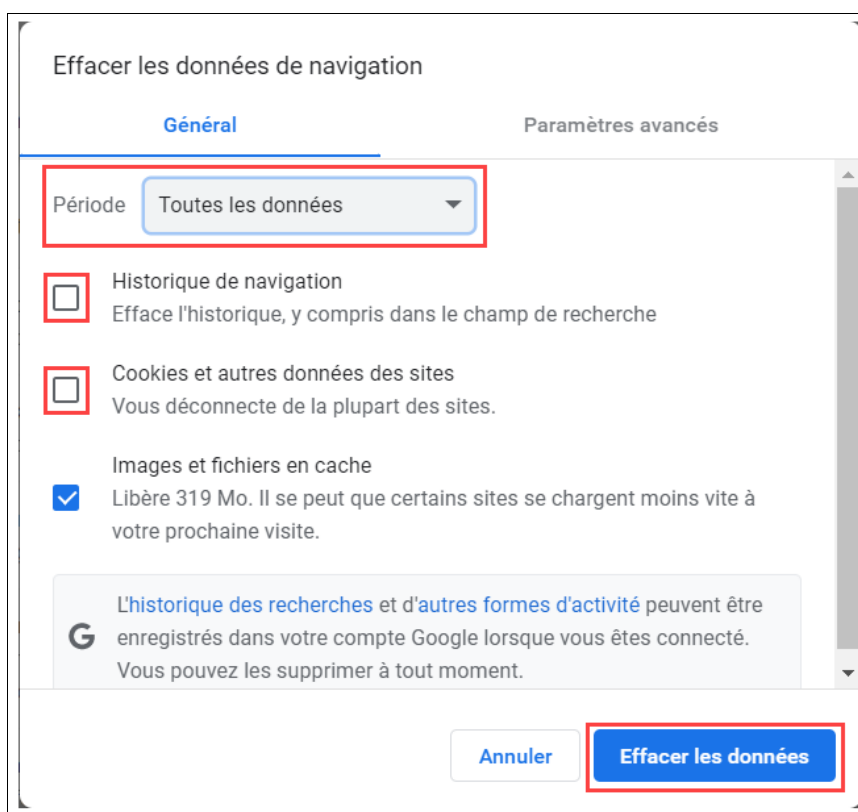 Effacer les données de navigation
Général
Paramètres avancés
Période
Toutes les données
Historique de navigation
Efface l'historique, y compris dans le champ de recherche
Cookies et autres données des sites
Vous déconnecte de la plupart des sites.
Images et fichiers en cache
Libère 319 Mo. Il se peut que certains sites se chargent moins vite à
votre prochaine visite.
L'historique des recherches et d'autres formes d'activité peuvent être
enregistrés dans votre compte Google lorsque vous êtes connecté.
Vous pouvez les supprimer à tout moment.
Annuler
Effacer les données